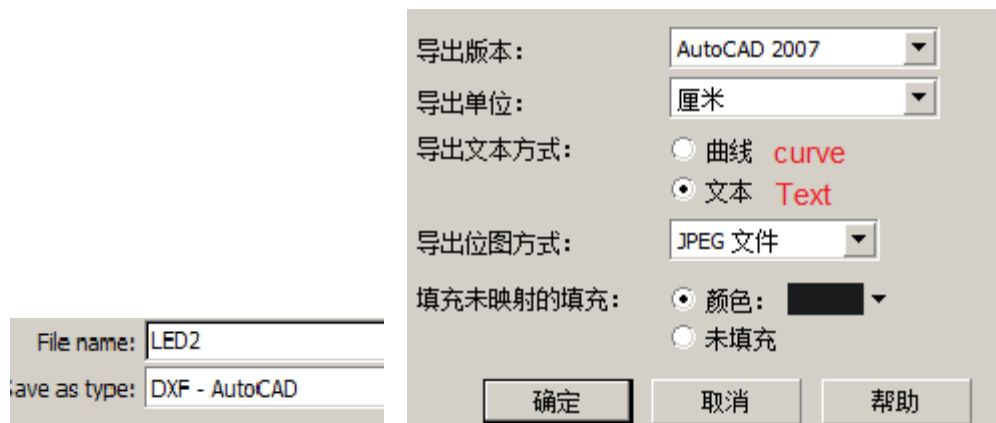 导出版本: AutoCAD 2007
导出单位: 厘米
导出文本方式: 曲线 curve
文本 Text
导出位图方式: JPEG 文件
填充未映射的填充: 颜色:
未填充
确定 取消 帮助
File name: LED2
ave as type: DXF - AutoCAD